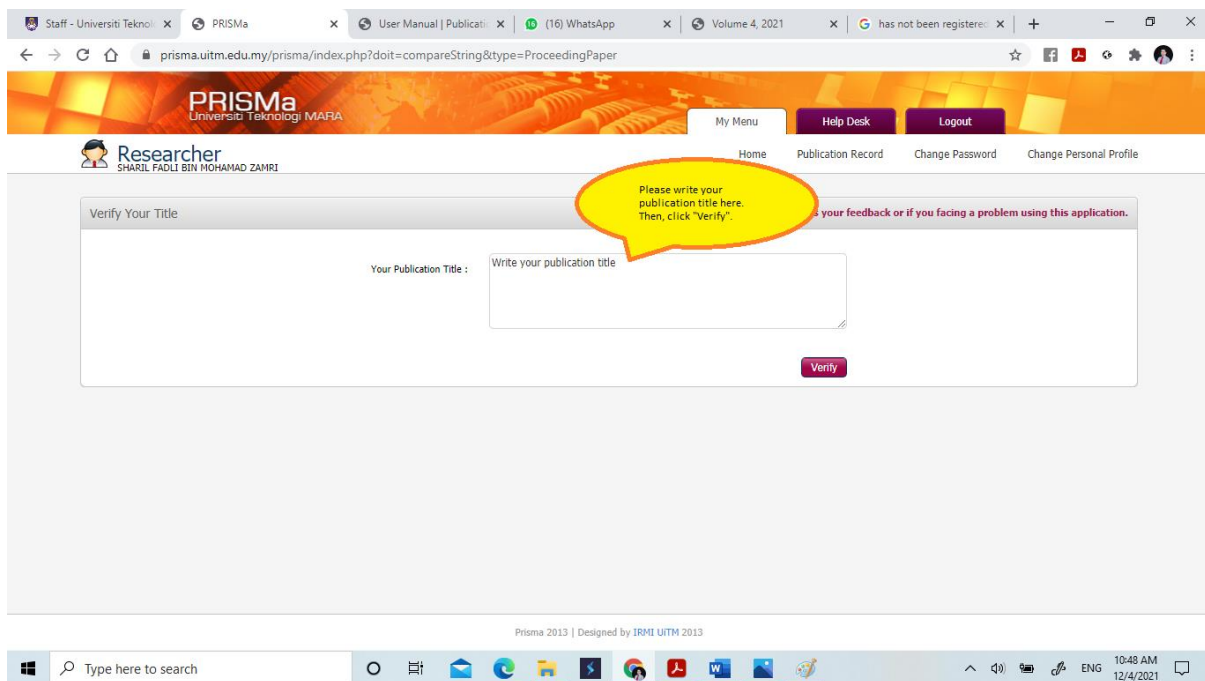 Staff - Universiti Teknol
PRISMa
User Manual | Publicati
(16) WhatsApp
Volume 4, 2021
has not been registered
prisma.uitm.edu.my/prisma/index.php?doit=compareString&type=ProceedingPaper
PRISMa
Universiti Teknologi MARA
My Menu
Help Desk
Logout
Researcher
SHARIL FADLI BIN MOHAMAD ZAMRI
Home
Publication Record
Change Password
Change Personal Profile
Please write your
publication title here.
Then, click "Verify".
Verify Your Title
your feedback or if you facing a problem using this application.
Your Publication Title :
Write your publication title
Verify
Prisma 2013 | Designed by IRMI UiTM 2013
Type here to search
ENG
10:48 AM
12/4/2021